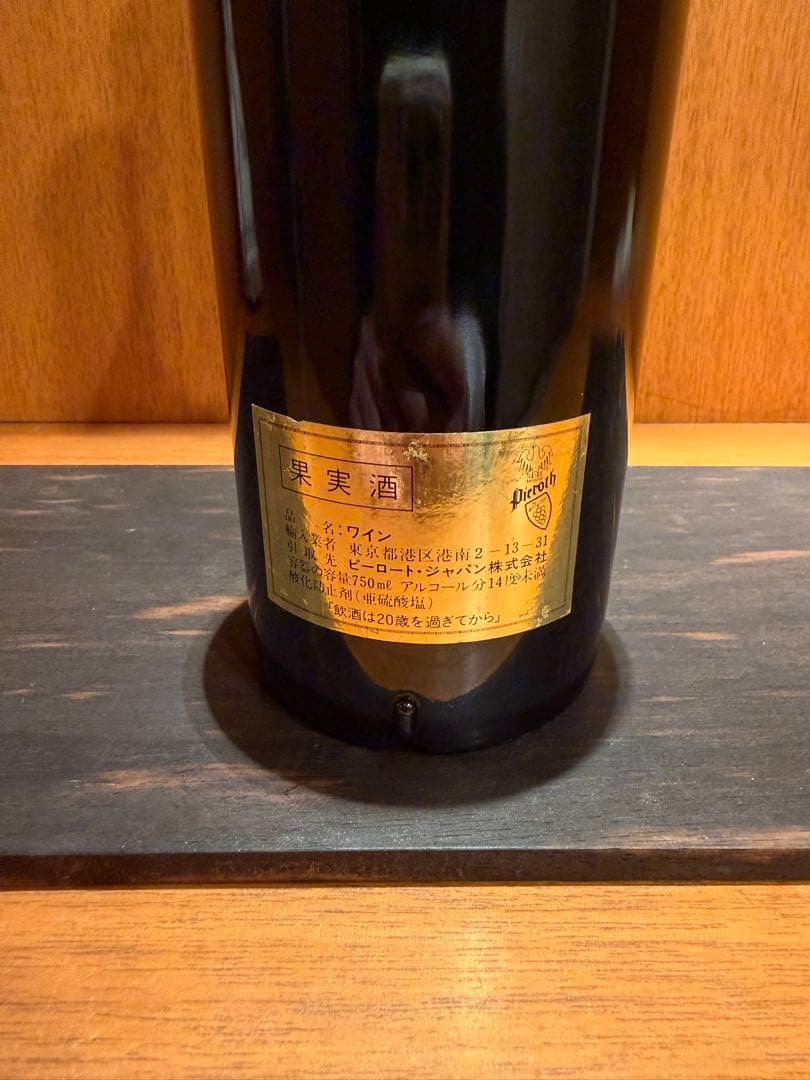 果実酒
Pieroth
品名:ワイン
輸入業者 東京都港区港南2-13-31
引取先 ピーロート・ジャパン株式会社
容器の容量750mℓ アルコール分14度未満
酸化防止剤(亜硫酸塩)
「飲酒は20歳を過ぎてから」